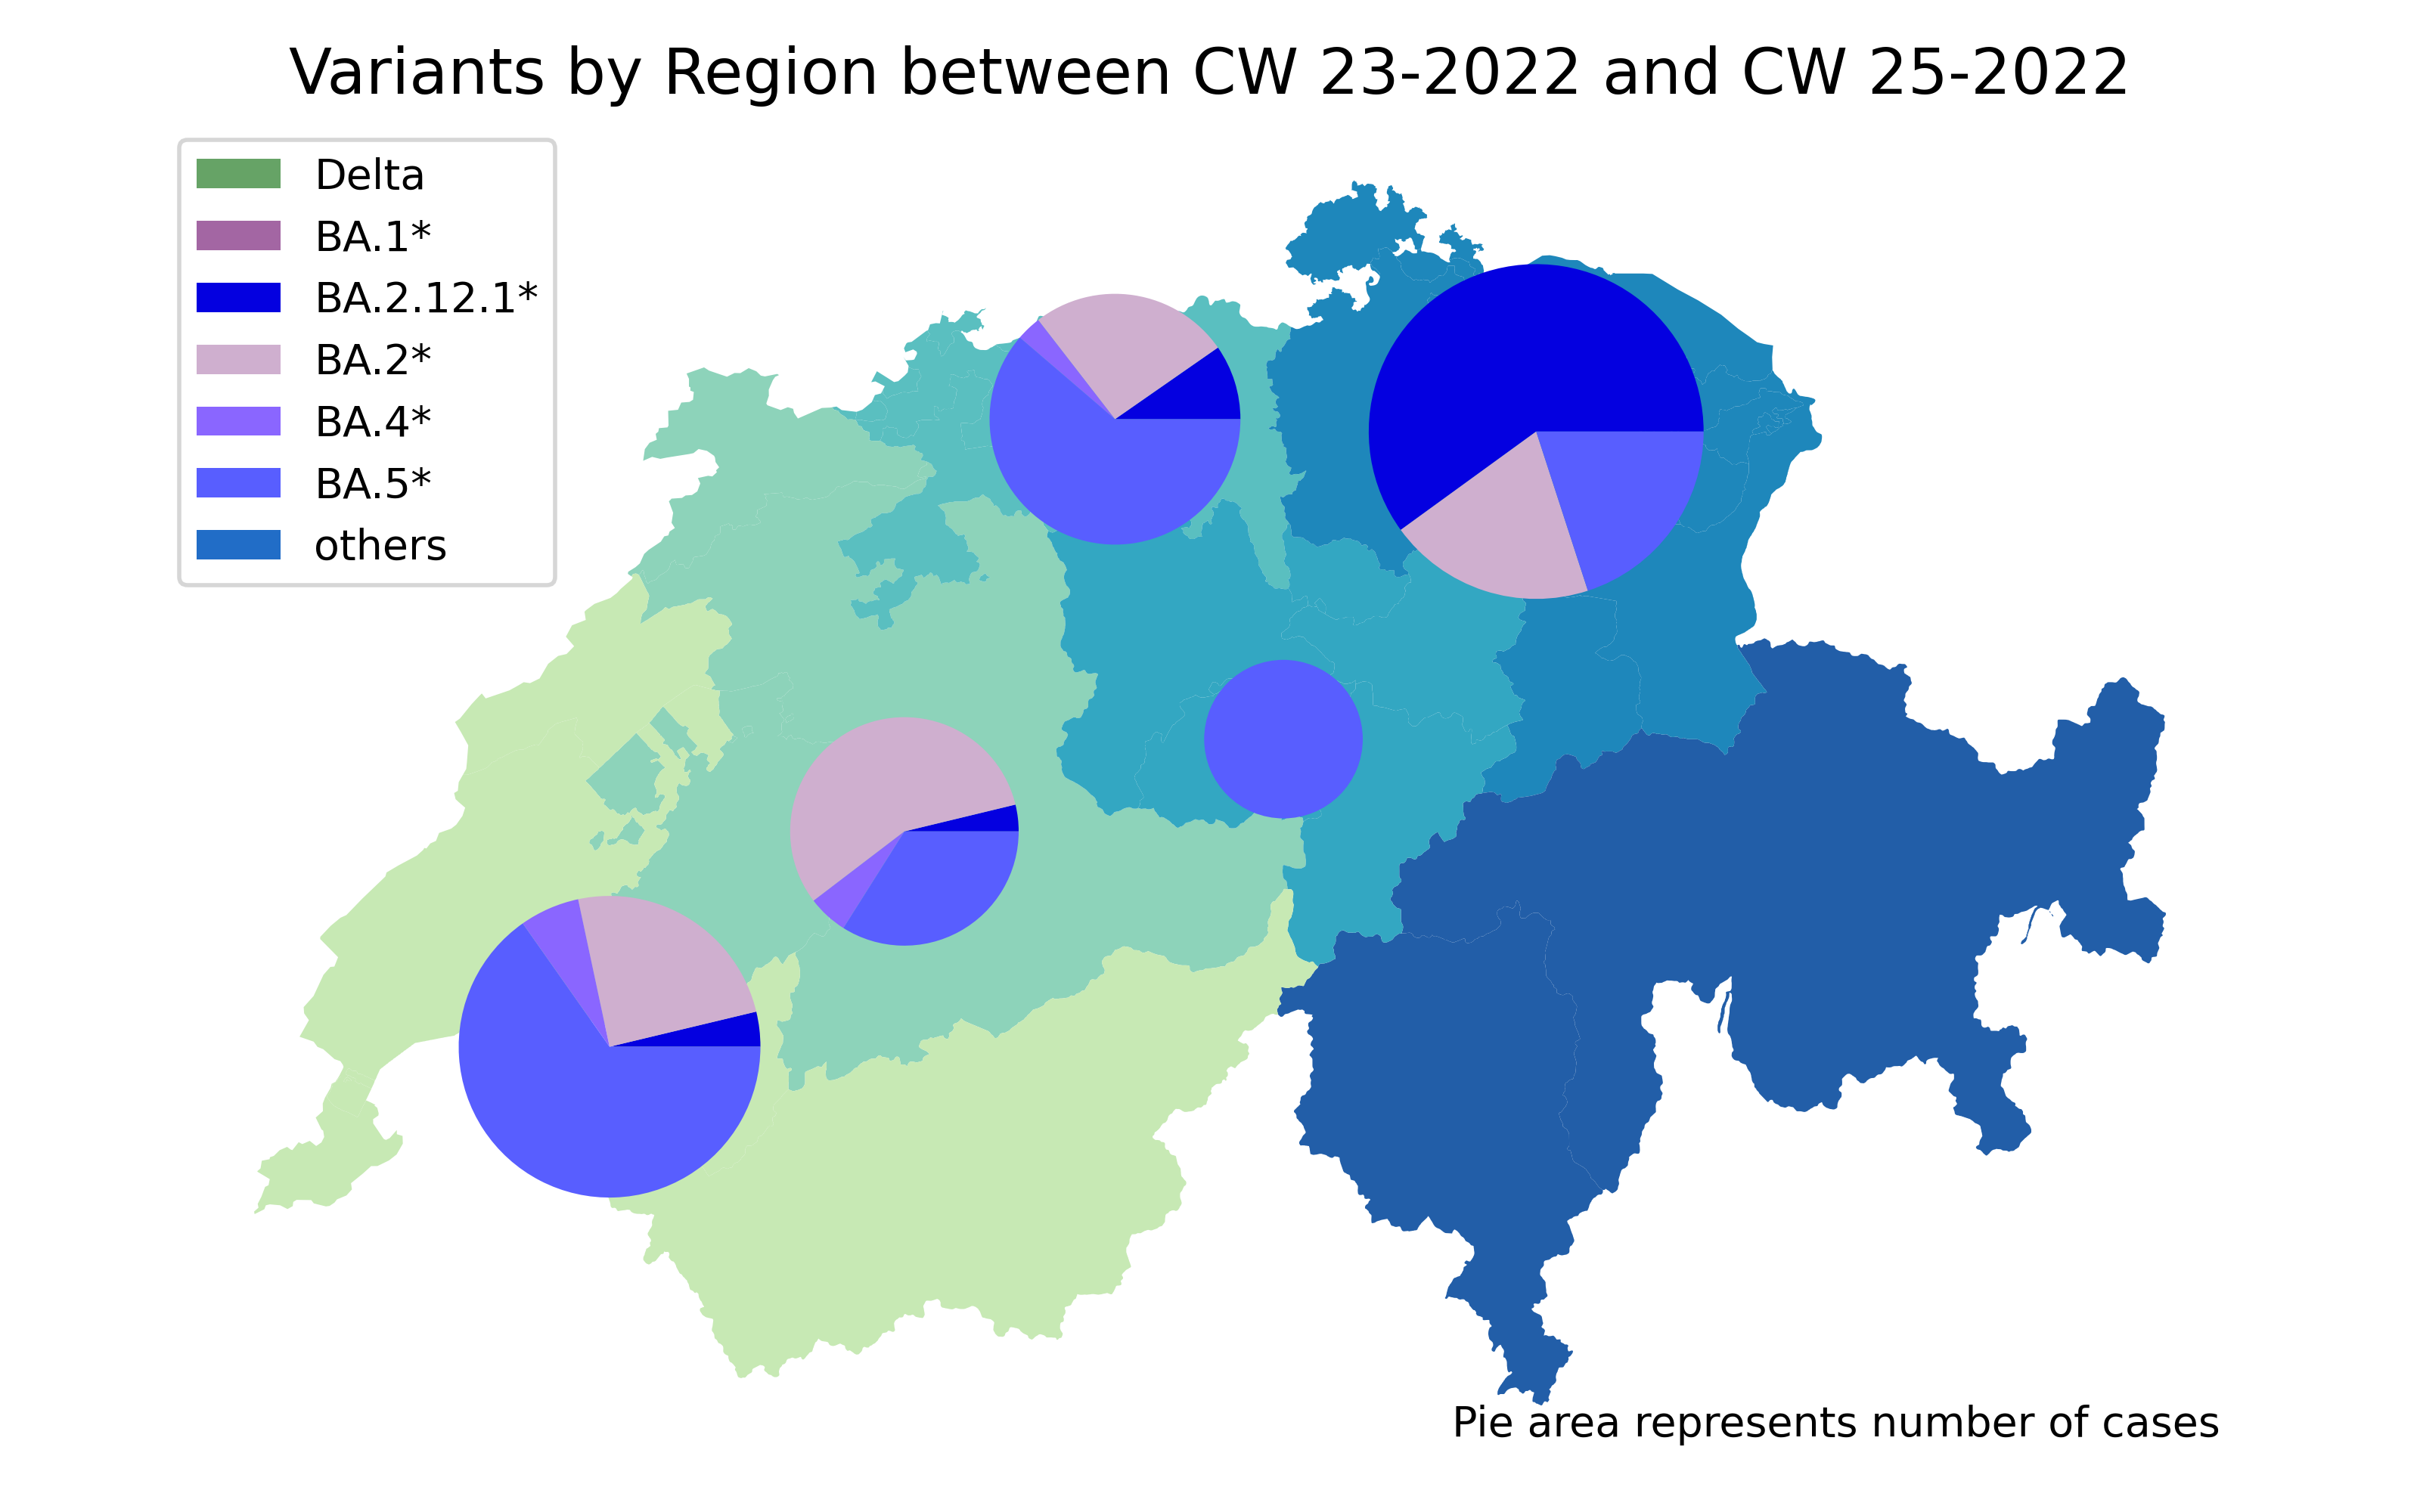 Variants by Region between CW 23-2022 and CW 25-2022
Delta
BA.1*
BA.2.12.1*
BA.2*
BA.4*
BA.5*
others
Pie area represents number of cases